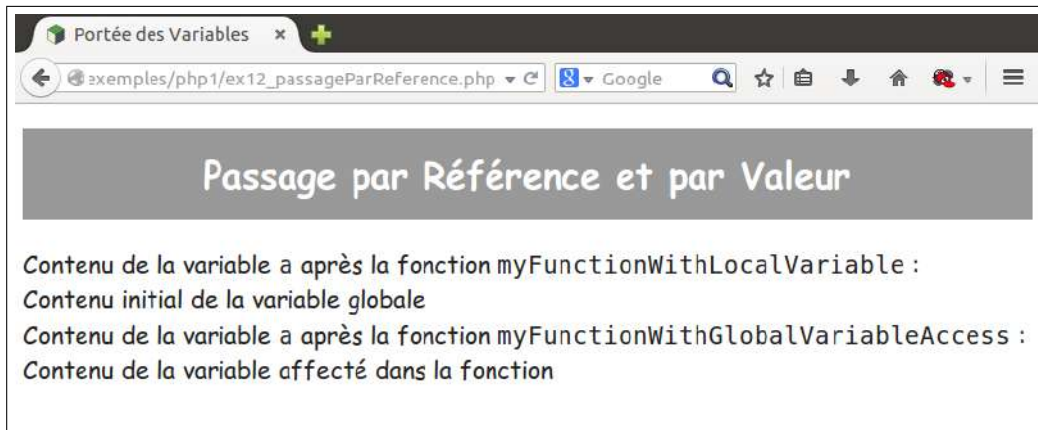 Portée des Variables
exemples/php1/ex12_passageParReference.php
Google
Passage par Référence et par Valeur
Contenu de la variable a après la fonction myFunctionWithLocalVariable :
Contenu initial de la variable globale
Contenu de la variable a après la fonction myFunctionWithGlobalVariableAccess :
Contenu de la variable affecté dans la fonction